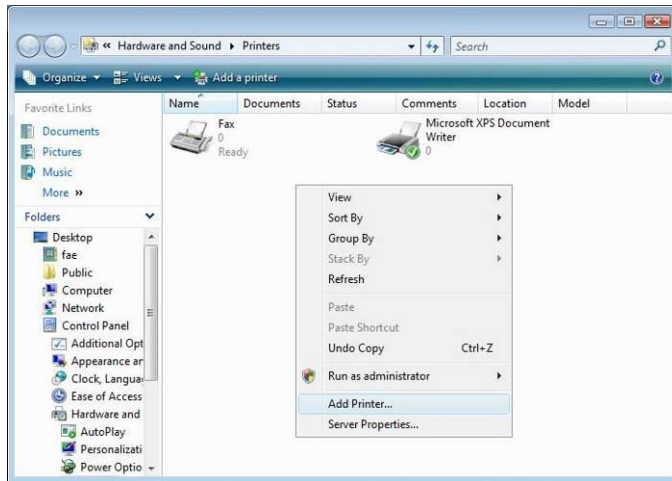 « Hardware and Sound ▸ Printers
Search
Organize
Views
Add a printer
Favorite Links
Documents
Pictures
Music
More »
Folders
Desktop
fae
Public
Computer
Network
Control Panel
Additional Opt
Appearance an
Clock, Langua
Ease of Access
Hardware and
AutoPlay
Personalizati
Power Optio
Name Documents Status Comments Location Model
Fax
0
Ready
Microsoft XPS Document
Writer
0
View
Sort By
Group By
Stack By
Refresh
Paste
Paste Shortcut
Undo Copy Ctrl+Z
Run as administrator
Add Printer...
Server Properties...